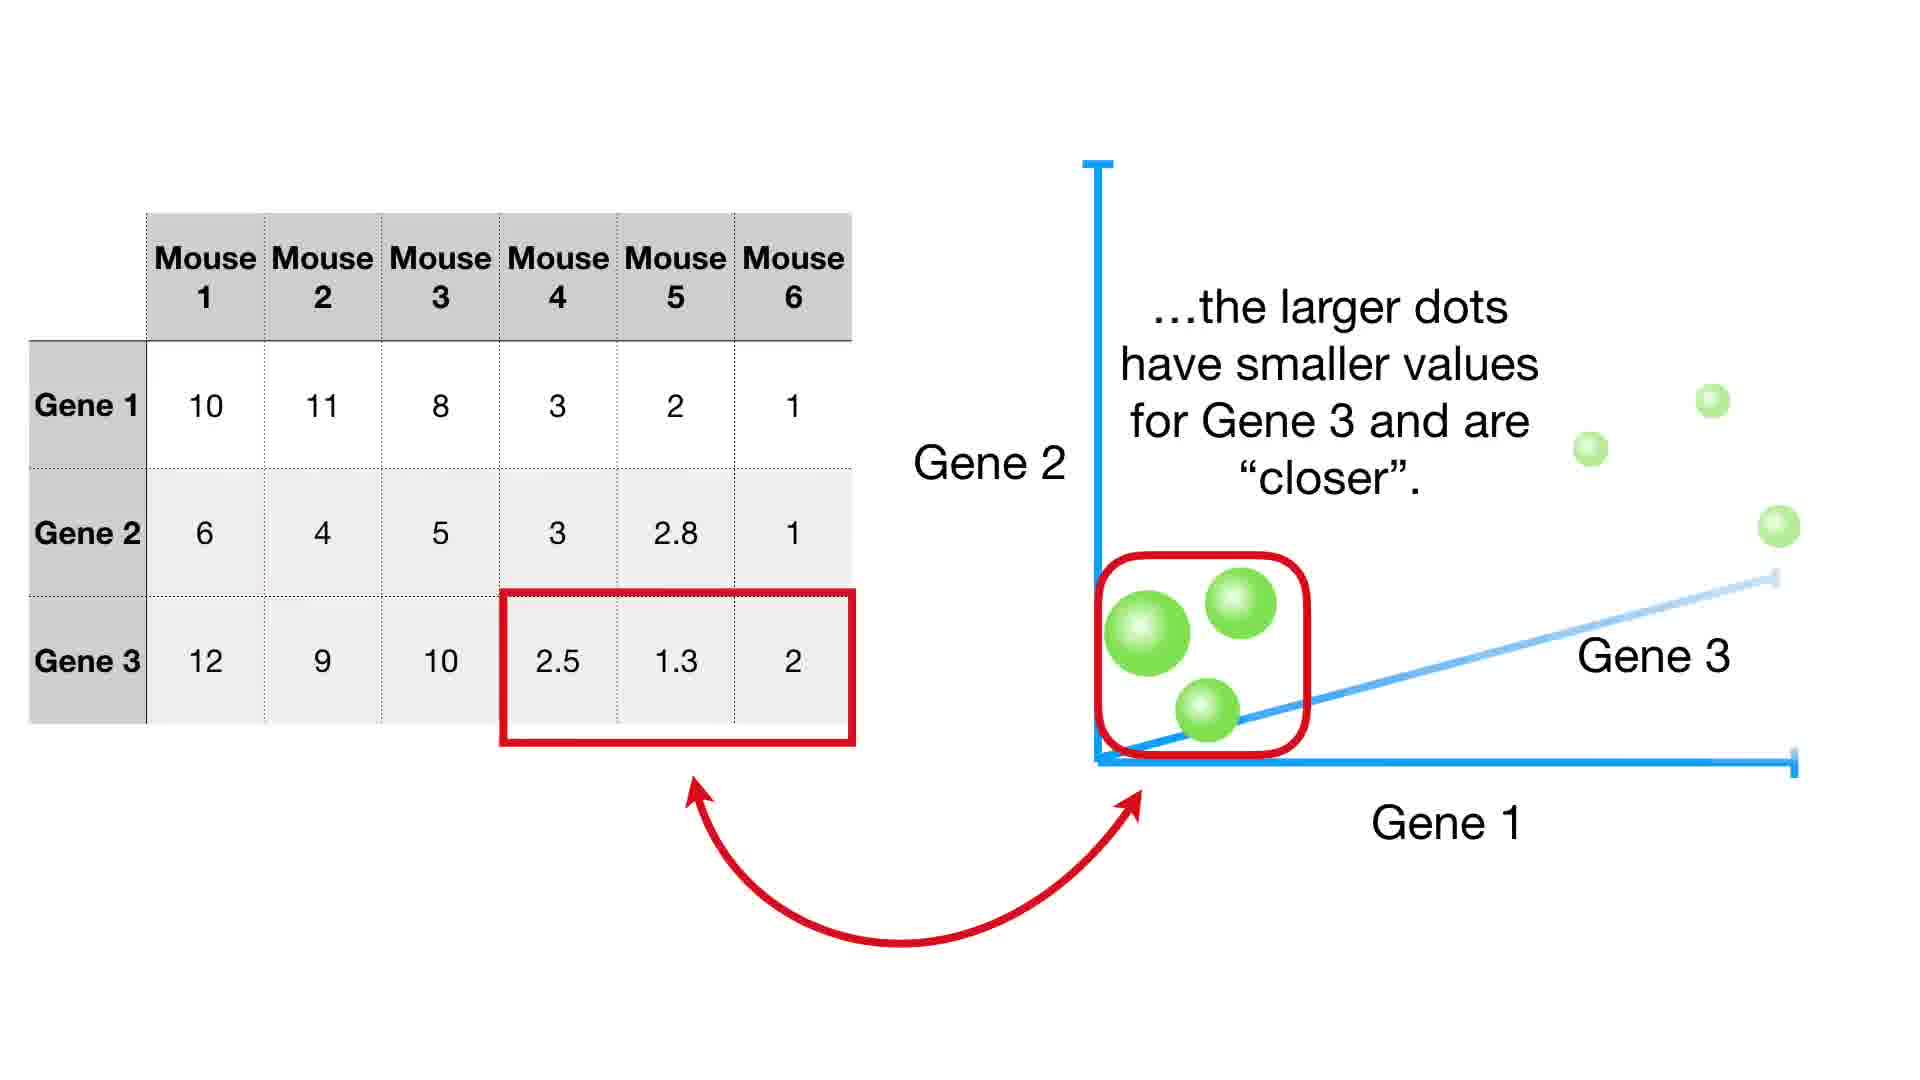 Mouse 1 Mouse 2 Mouse 3 Mouse 4 Mouse 5 Mouse 6
Gene 1 10 11 8 3 2 1
Gene 2 6 4 5 3 2.8 1
Gene 3 12 9 10 2.5 1.3 2
…the larger dots
have smaller values
for Gene 3 and are
“closer”.
Gene 2
Gene 3
Gene 1